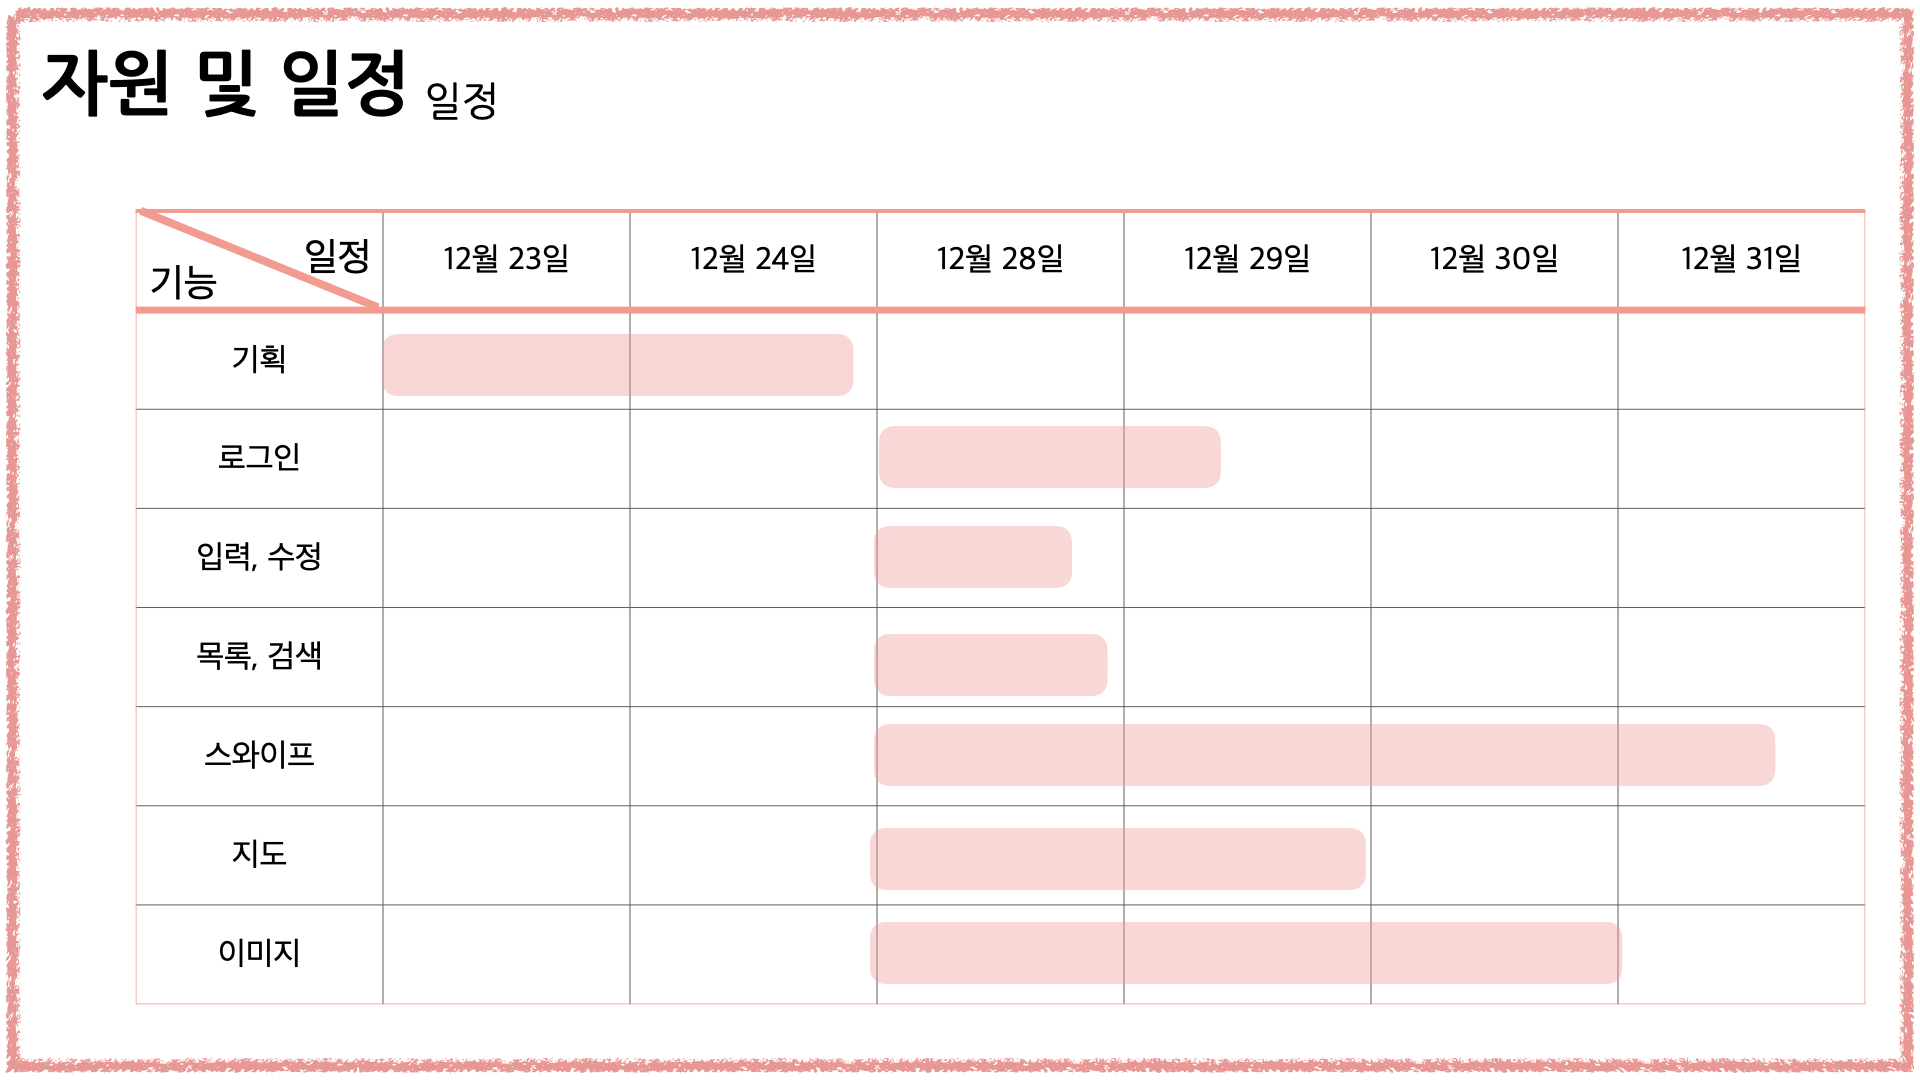 자원 및 일정 일정
일정
기능
12월 23일 12월 24일 12월 28일 12월 29일 12월 30일 12월 31일
기획
로그인
입력, 수정
목록, 검색
스와이프
지도
이미지